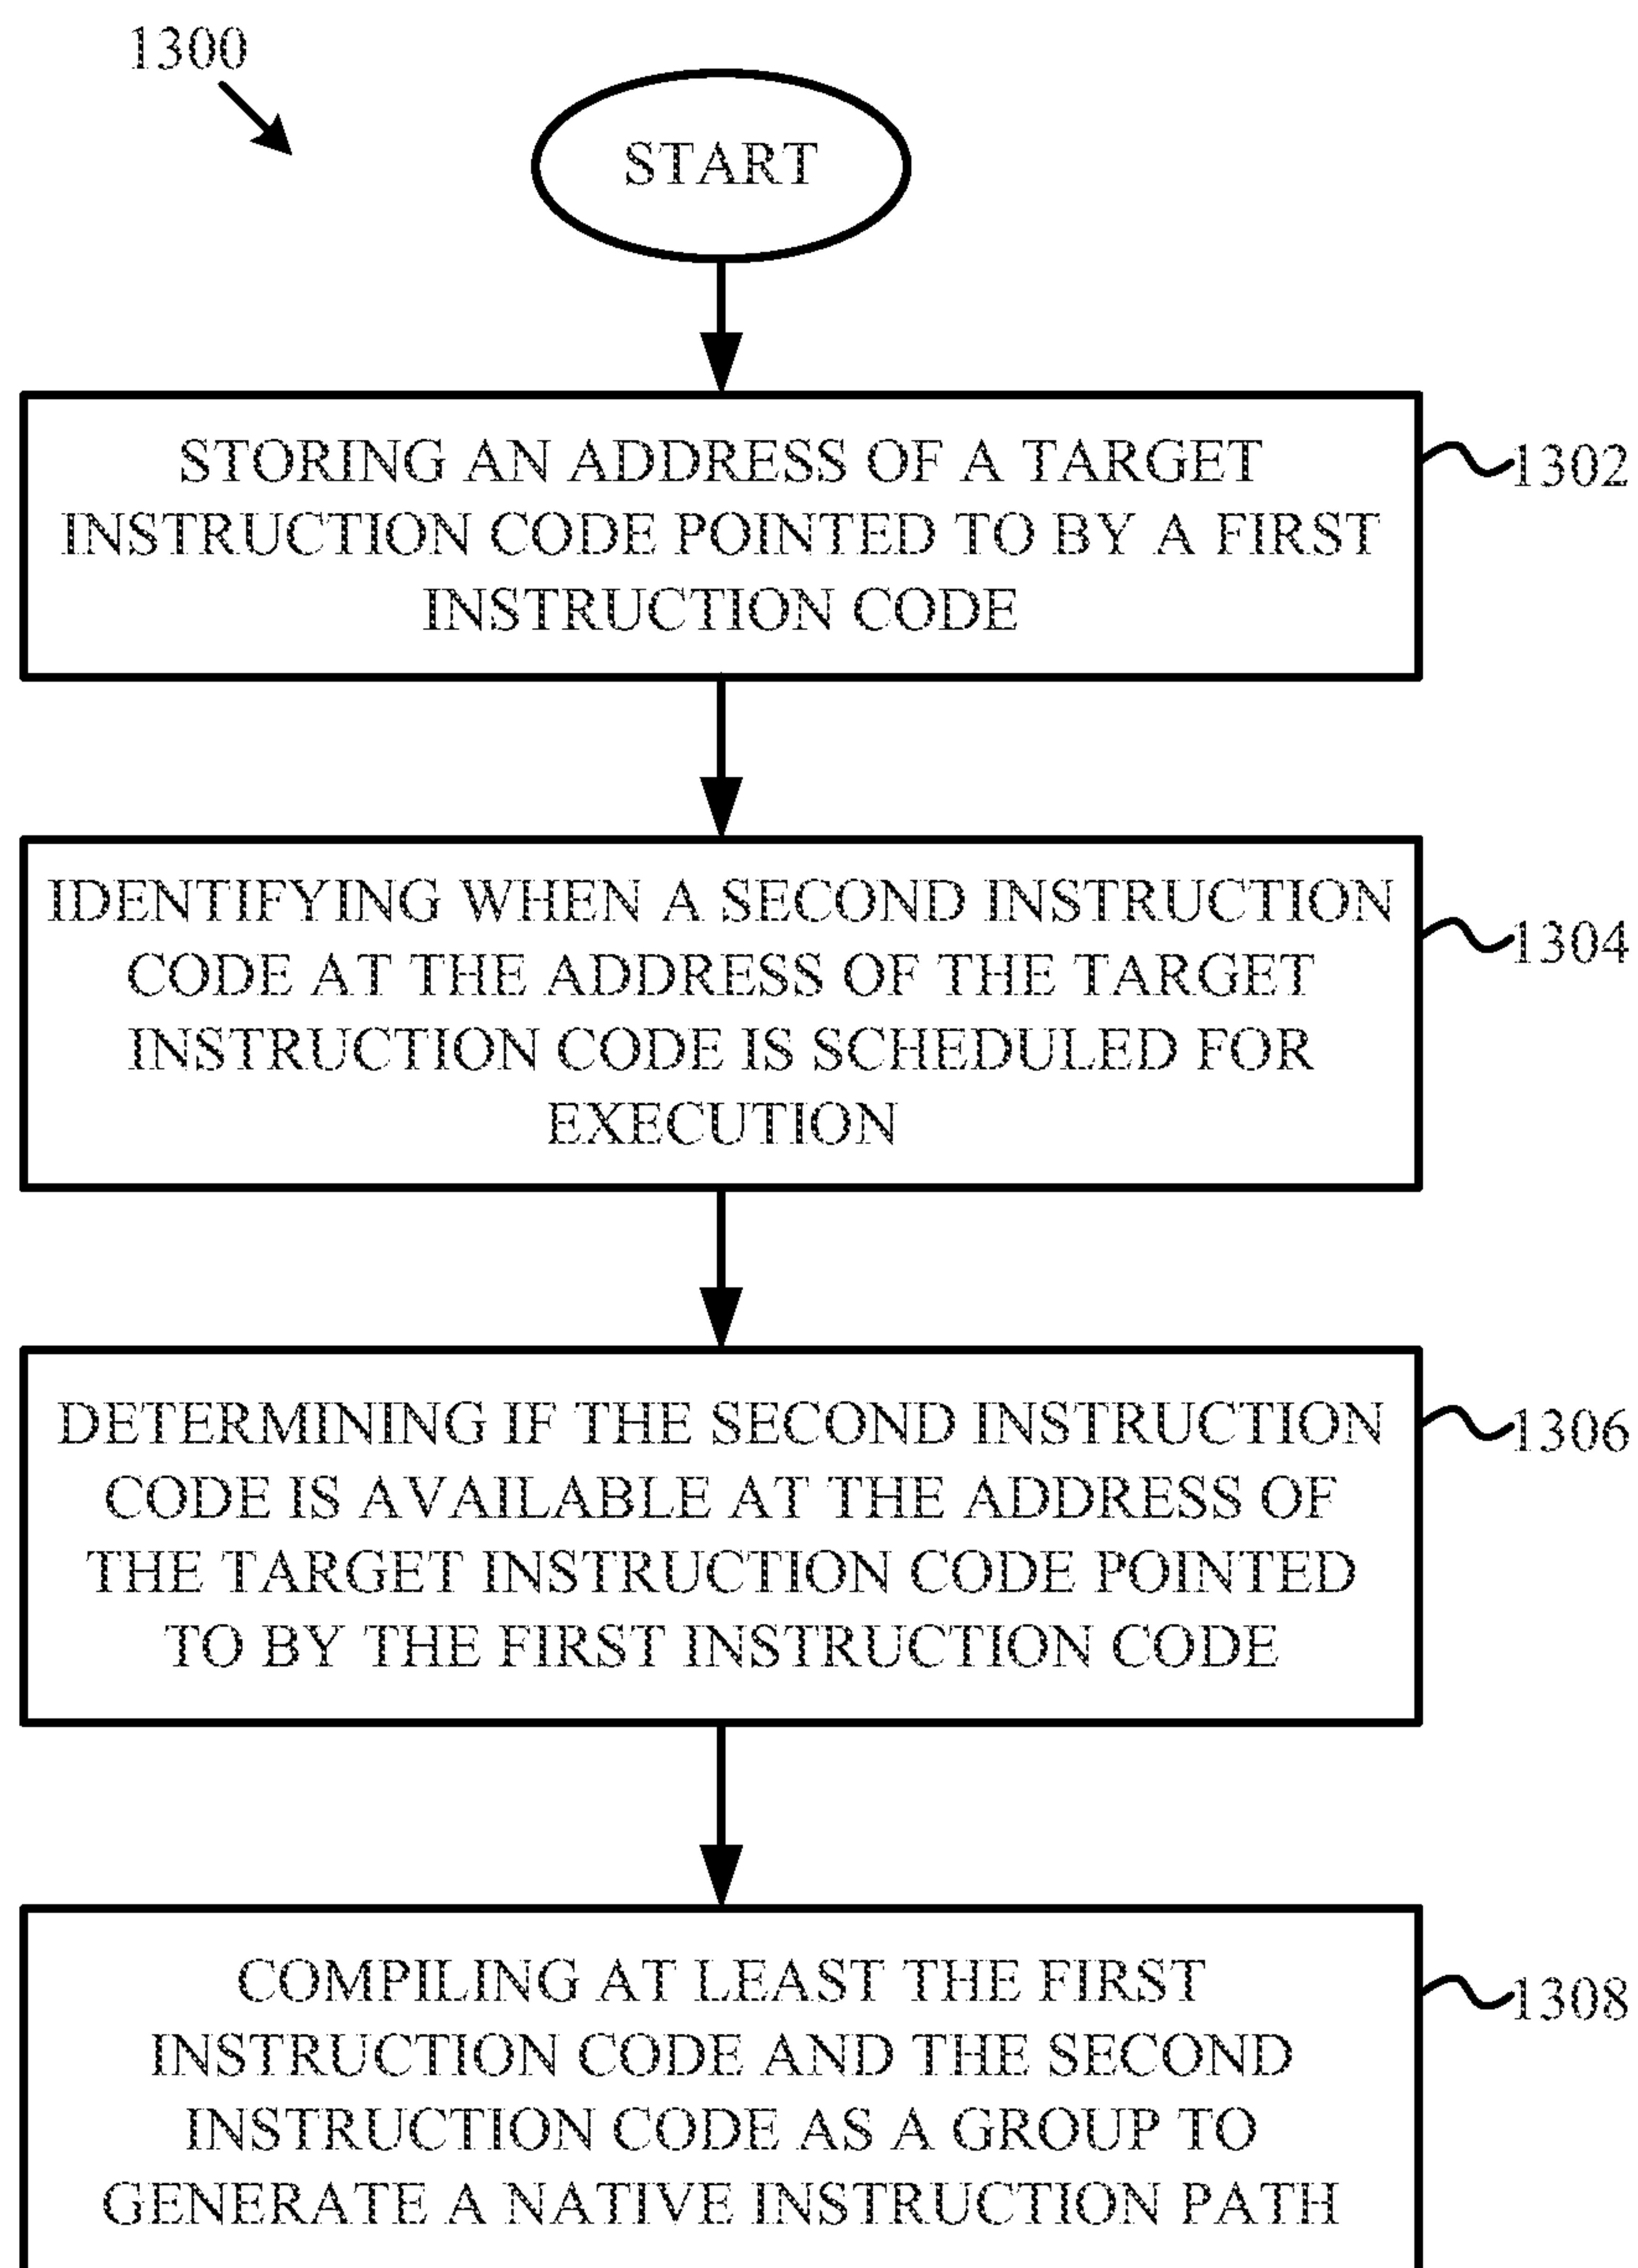 1300
START
STORING AN ADDRESS OF A TARGET
INSTRUCTION CODE POINTED TO BY A FIRST
INSTRUCTION CODE
1302
IDENTIFYING WHEN A SECOND INSTRUCTION
CODE AT THE ADDRESS OF THE TARGET
INSTRUCTION CODE IS SCHEDULED FOR
EXECUTION
1304
DETERMINING IF THE SECOND INSTRUCTION
CODE IS AVAILABLE AT THE ADDRESS OF
THE TARGET INSTRUCTION CODE POINTED
TO BY THE FIRST INSTRUCTION CODE
1306
COMPILING AT LEAST THE FIRST
INSTRUCTION CODE AND THE SECOND
INSTRUCTION CODE AS A GROUP TO
GENERATE A NATIVE INSTRUCTION PATH
1308